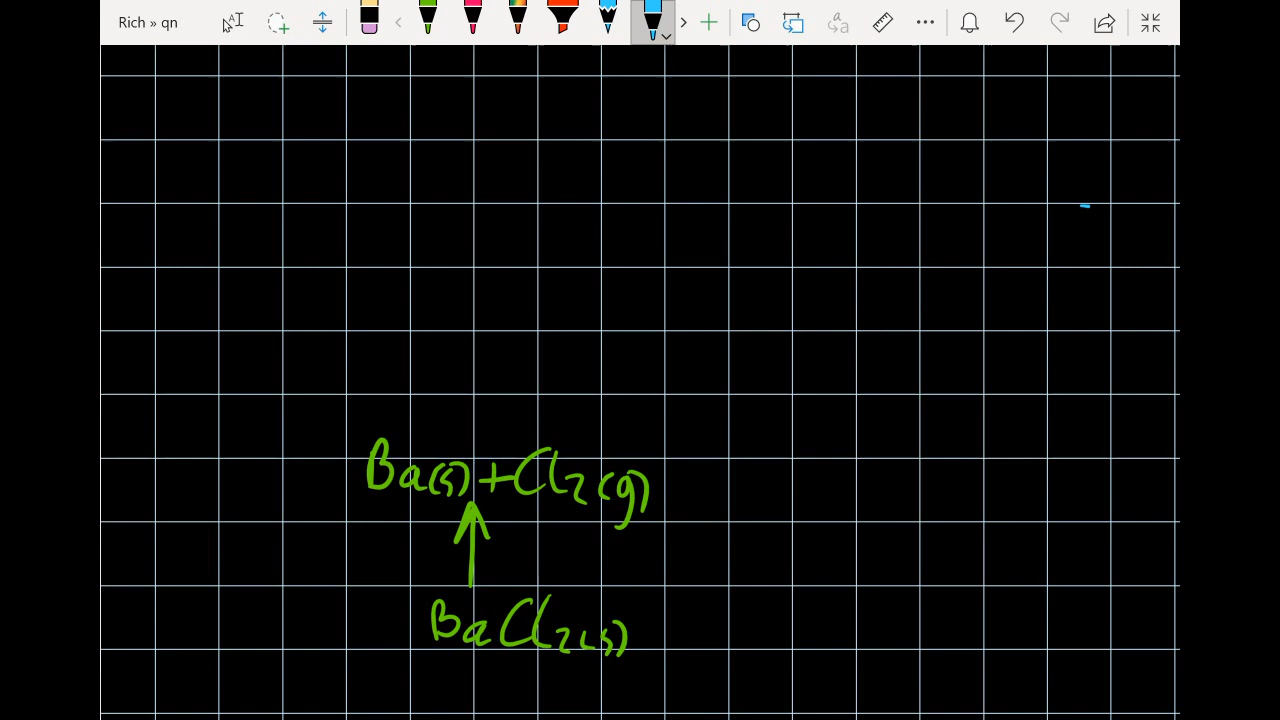 Rich » qn
Ba(s) + Cl2(g)
↑
BaCl2(s)